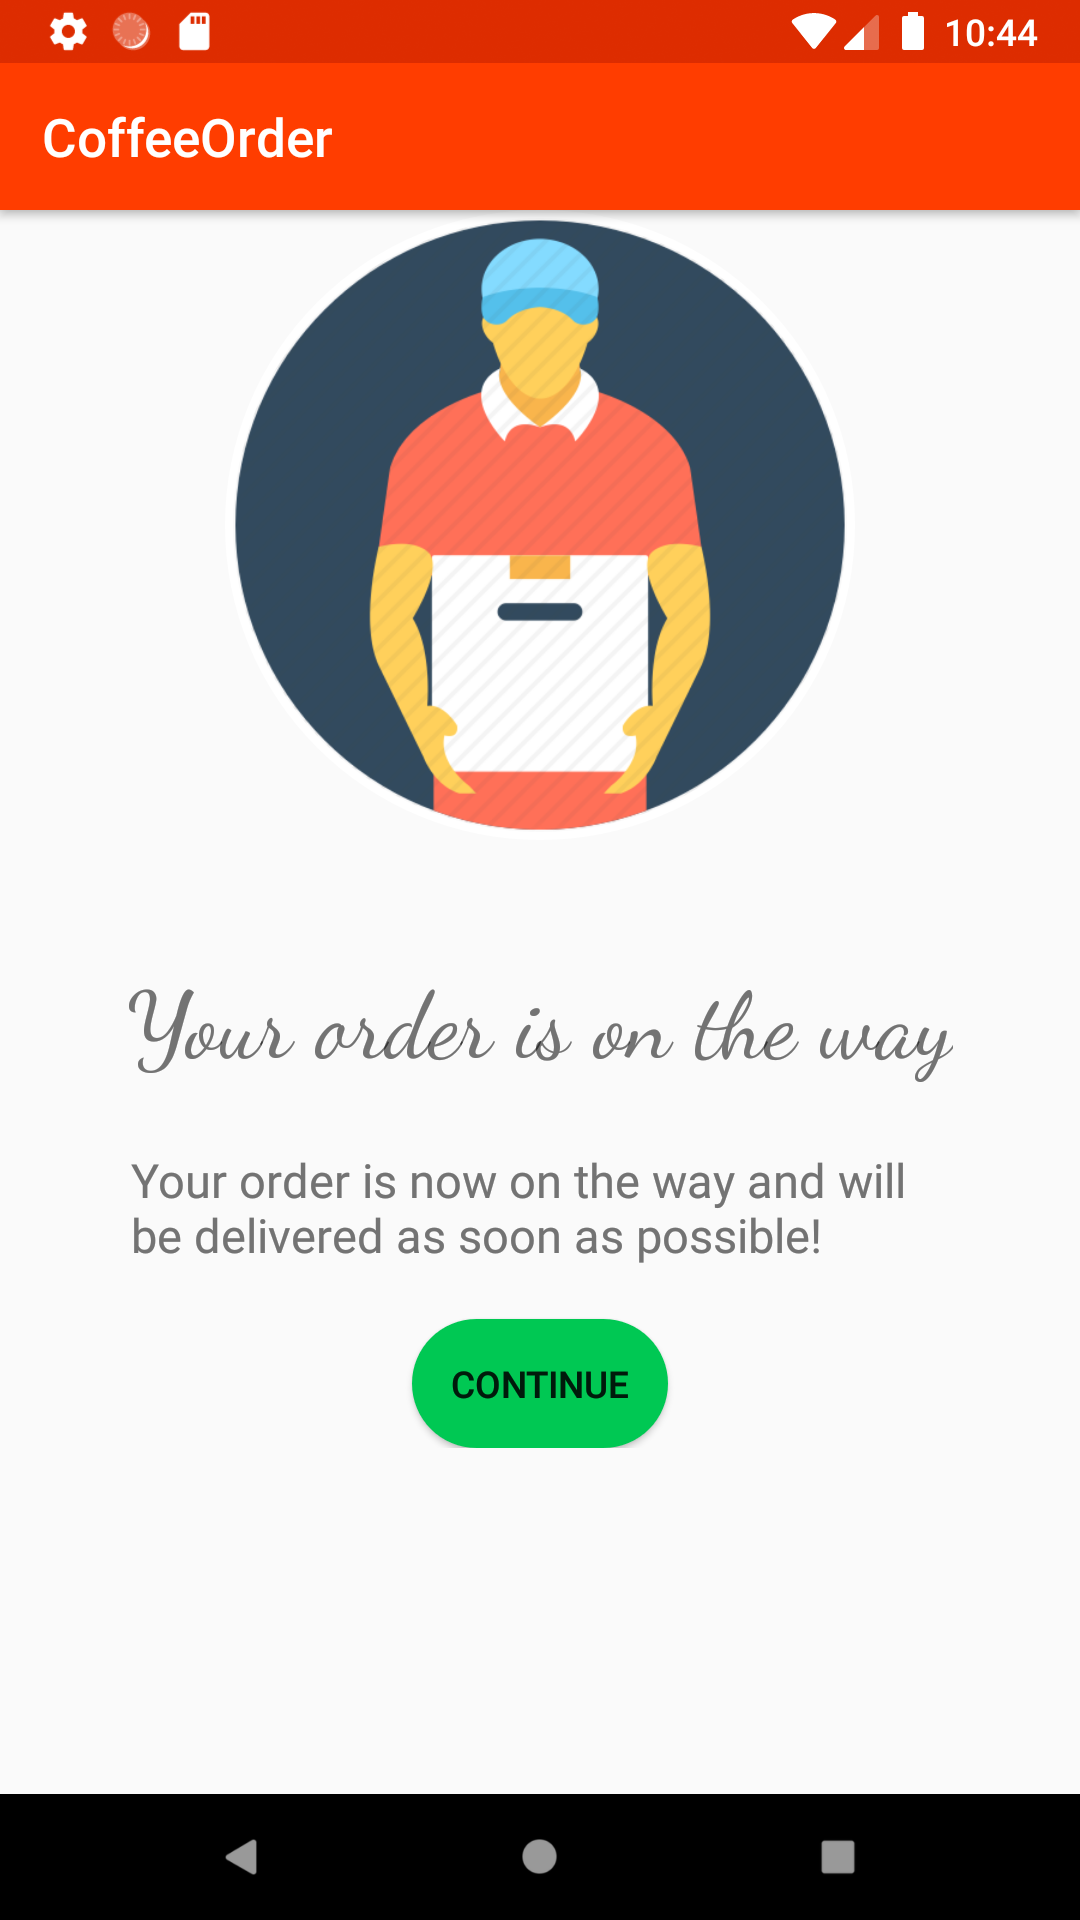 10:44
CoffeeOrder
Your order is on the way
Your order is now on the way and will
be delivered as soon as possible!
CONTINUE